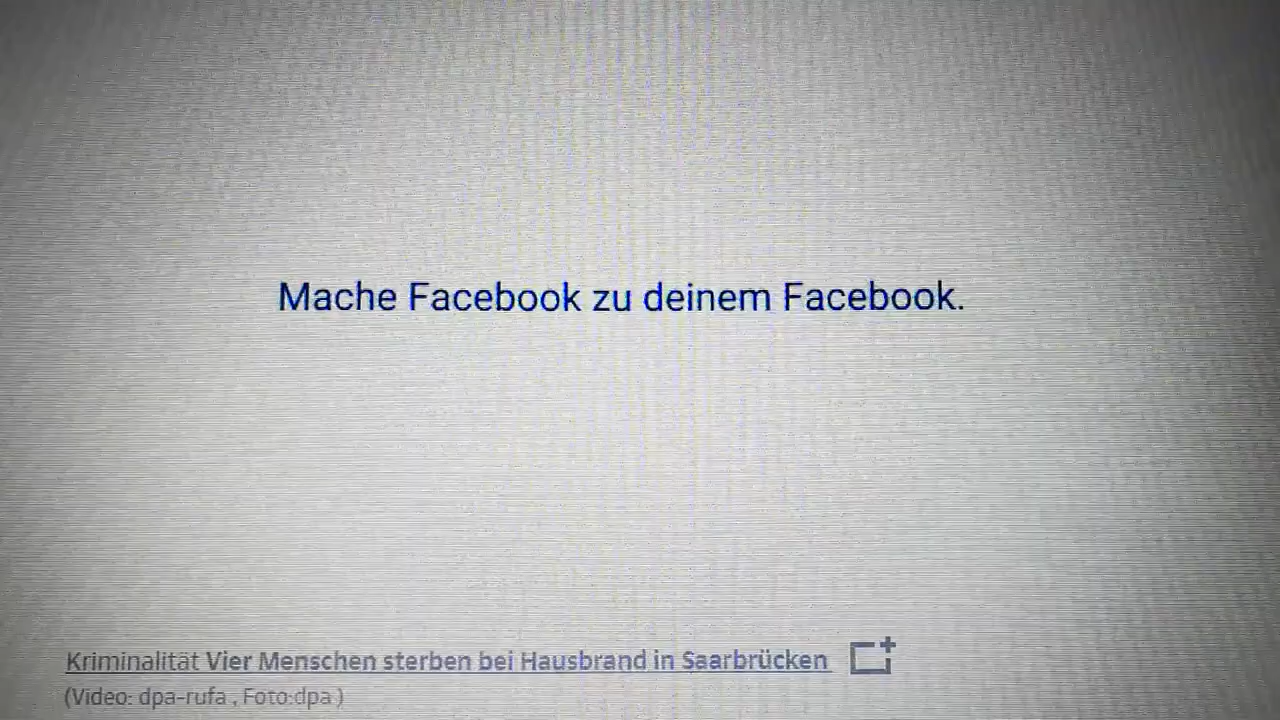 Mache Facebook zu deinem Facebook.
Kriminalität Vier Menschen sterben bei Hausbrand in Saarbrücken
(Video: dpa-rufa , Foto:dpa )